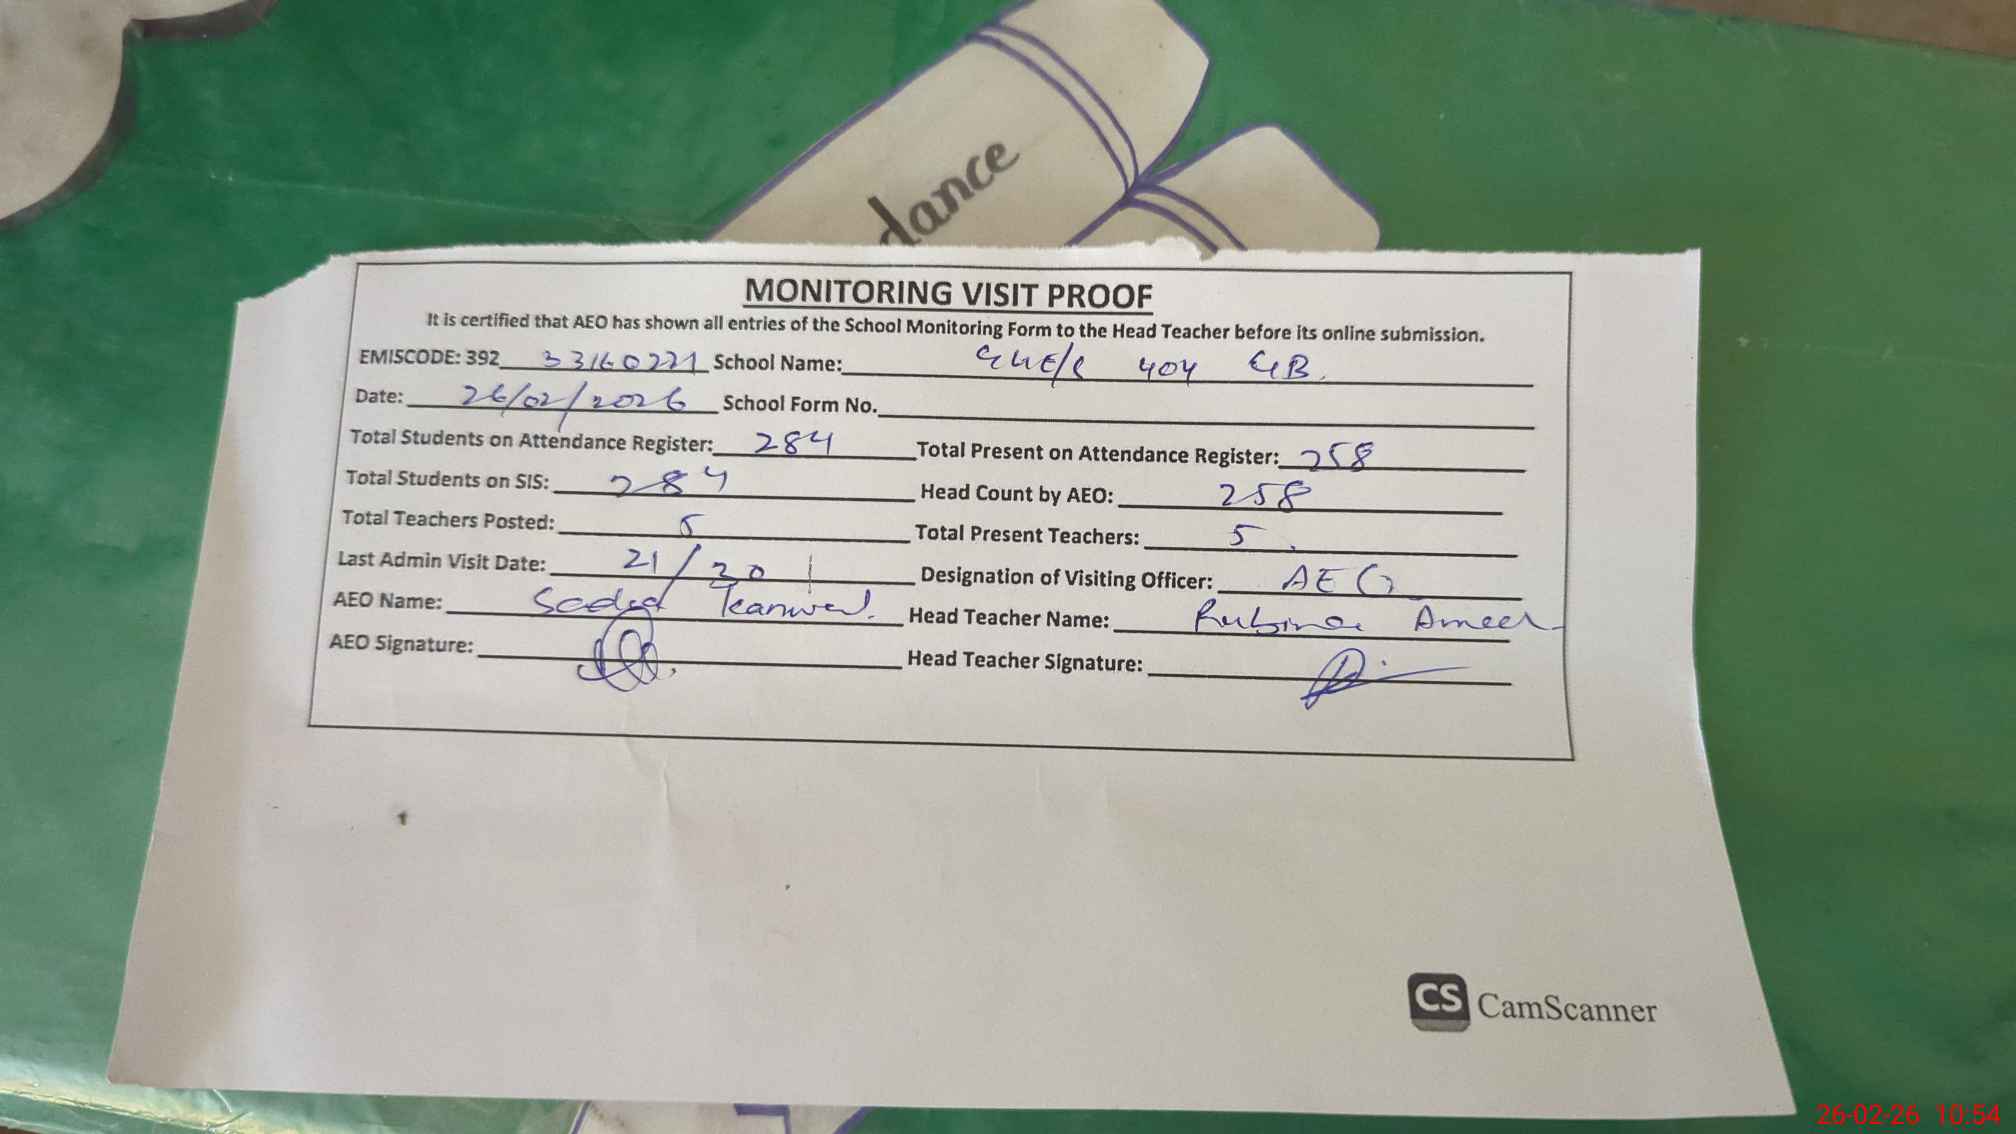 dance
MONITORING VISIT PROOF
It is certified that AEO has shown all entries of the School Monitoring Form to the Head Teacher before its online submission.
EMISCODE: 392 33160221 School Name: 404 GB
Date: 26/02/2026 School Form No.
Total Students on Attendance Register: 284 Total Present on Attendance Register: 258
Total Students on SIS: 284 Head Count by AEO: 258
Total Teachers Posted: 5 Total Present Teachers: 5
Last Admin Visit Date: 21/ Designation of Visiting Officer: AEO
AEO Name: Head Teacher Name: Rubina Ameer
AEO Signature: Head Teacher Signature:
CS CamScanner
26-02-26 10:54